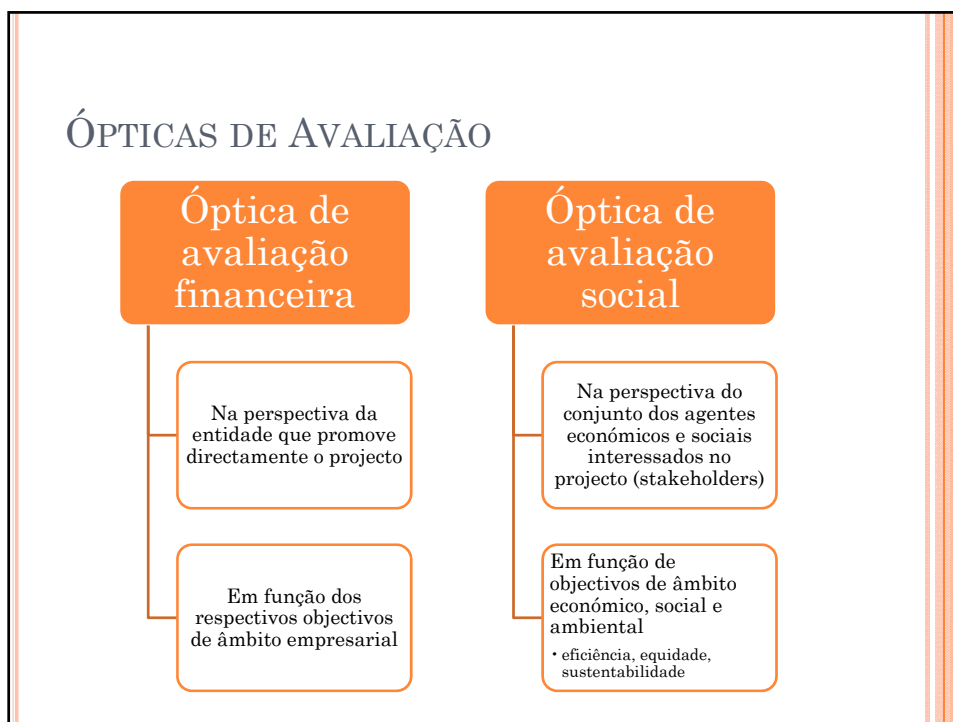 ÓPTICAS DE AVALIAÇÃO
Óptica de
avaliação
financeira
Na perspectiva da
entidade que promove
directamente o projecto
Em função dos
respectivos objectivos
de âmbito empresarial
Óptica de
avaliação
social
Na perspectiva do
conjunto dos agentes
económicos e sociais
interessados no
projecto (stakeholders)
Em função de
objectivos de âmbito
económico, social e
ambiental
• eficiência, equidade,
sustentabilidade